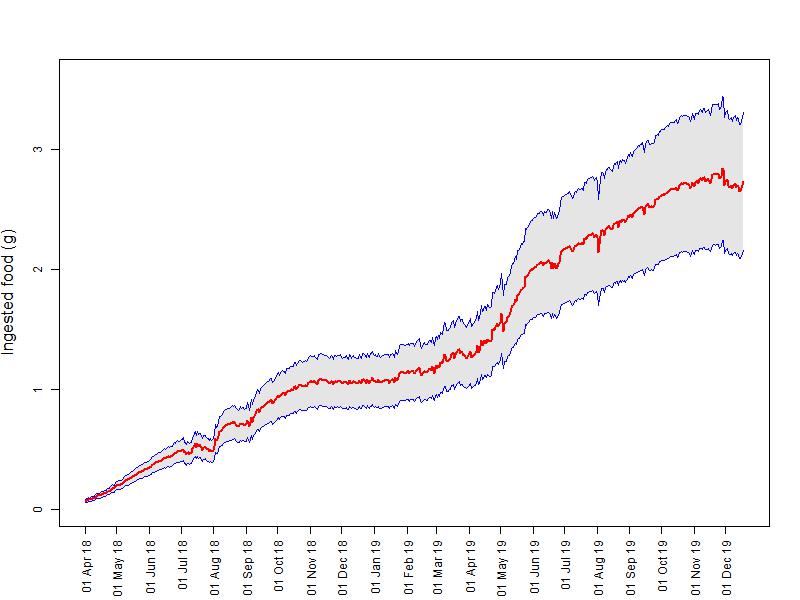 Ingested food (g)
3
2
1
0
01 Apr 18
01 May 18
01 Jun 18
01 Jul 18
01 Aug 18
01 Sep 18
01 Oct 18
01 Nov 18
01 Dec 18
01 Jan 19
01 Feb 19
01 Mar 19
01 Apr 19
01 May 19
01 Jun 19
01 Jul 19
01 Aug 19
01 Sep 19
01 Oct 19
01 Nov 19
01 Dec 19